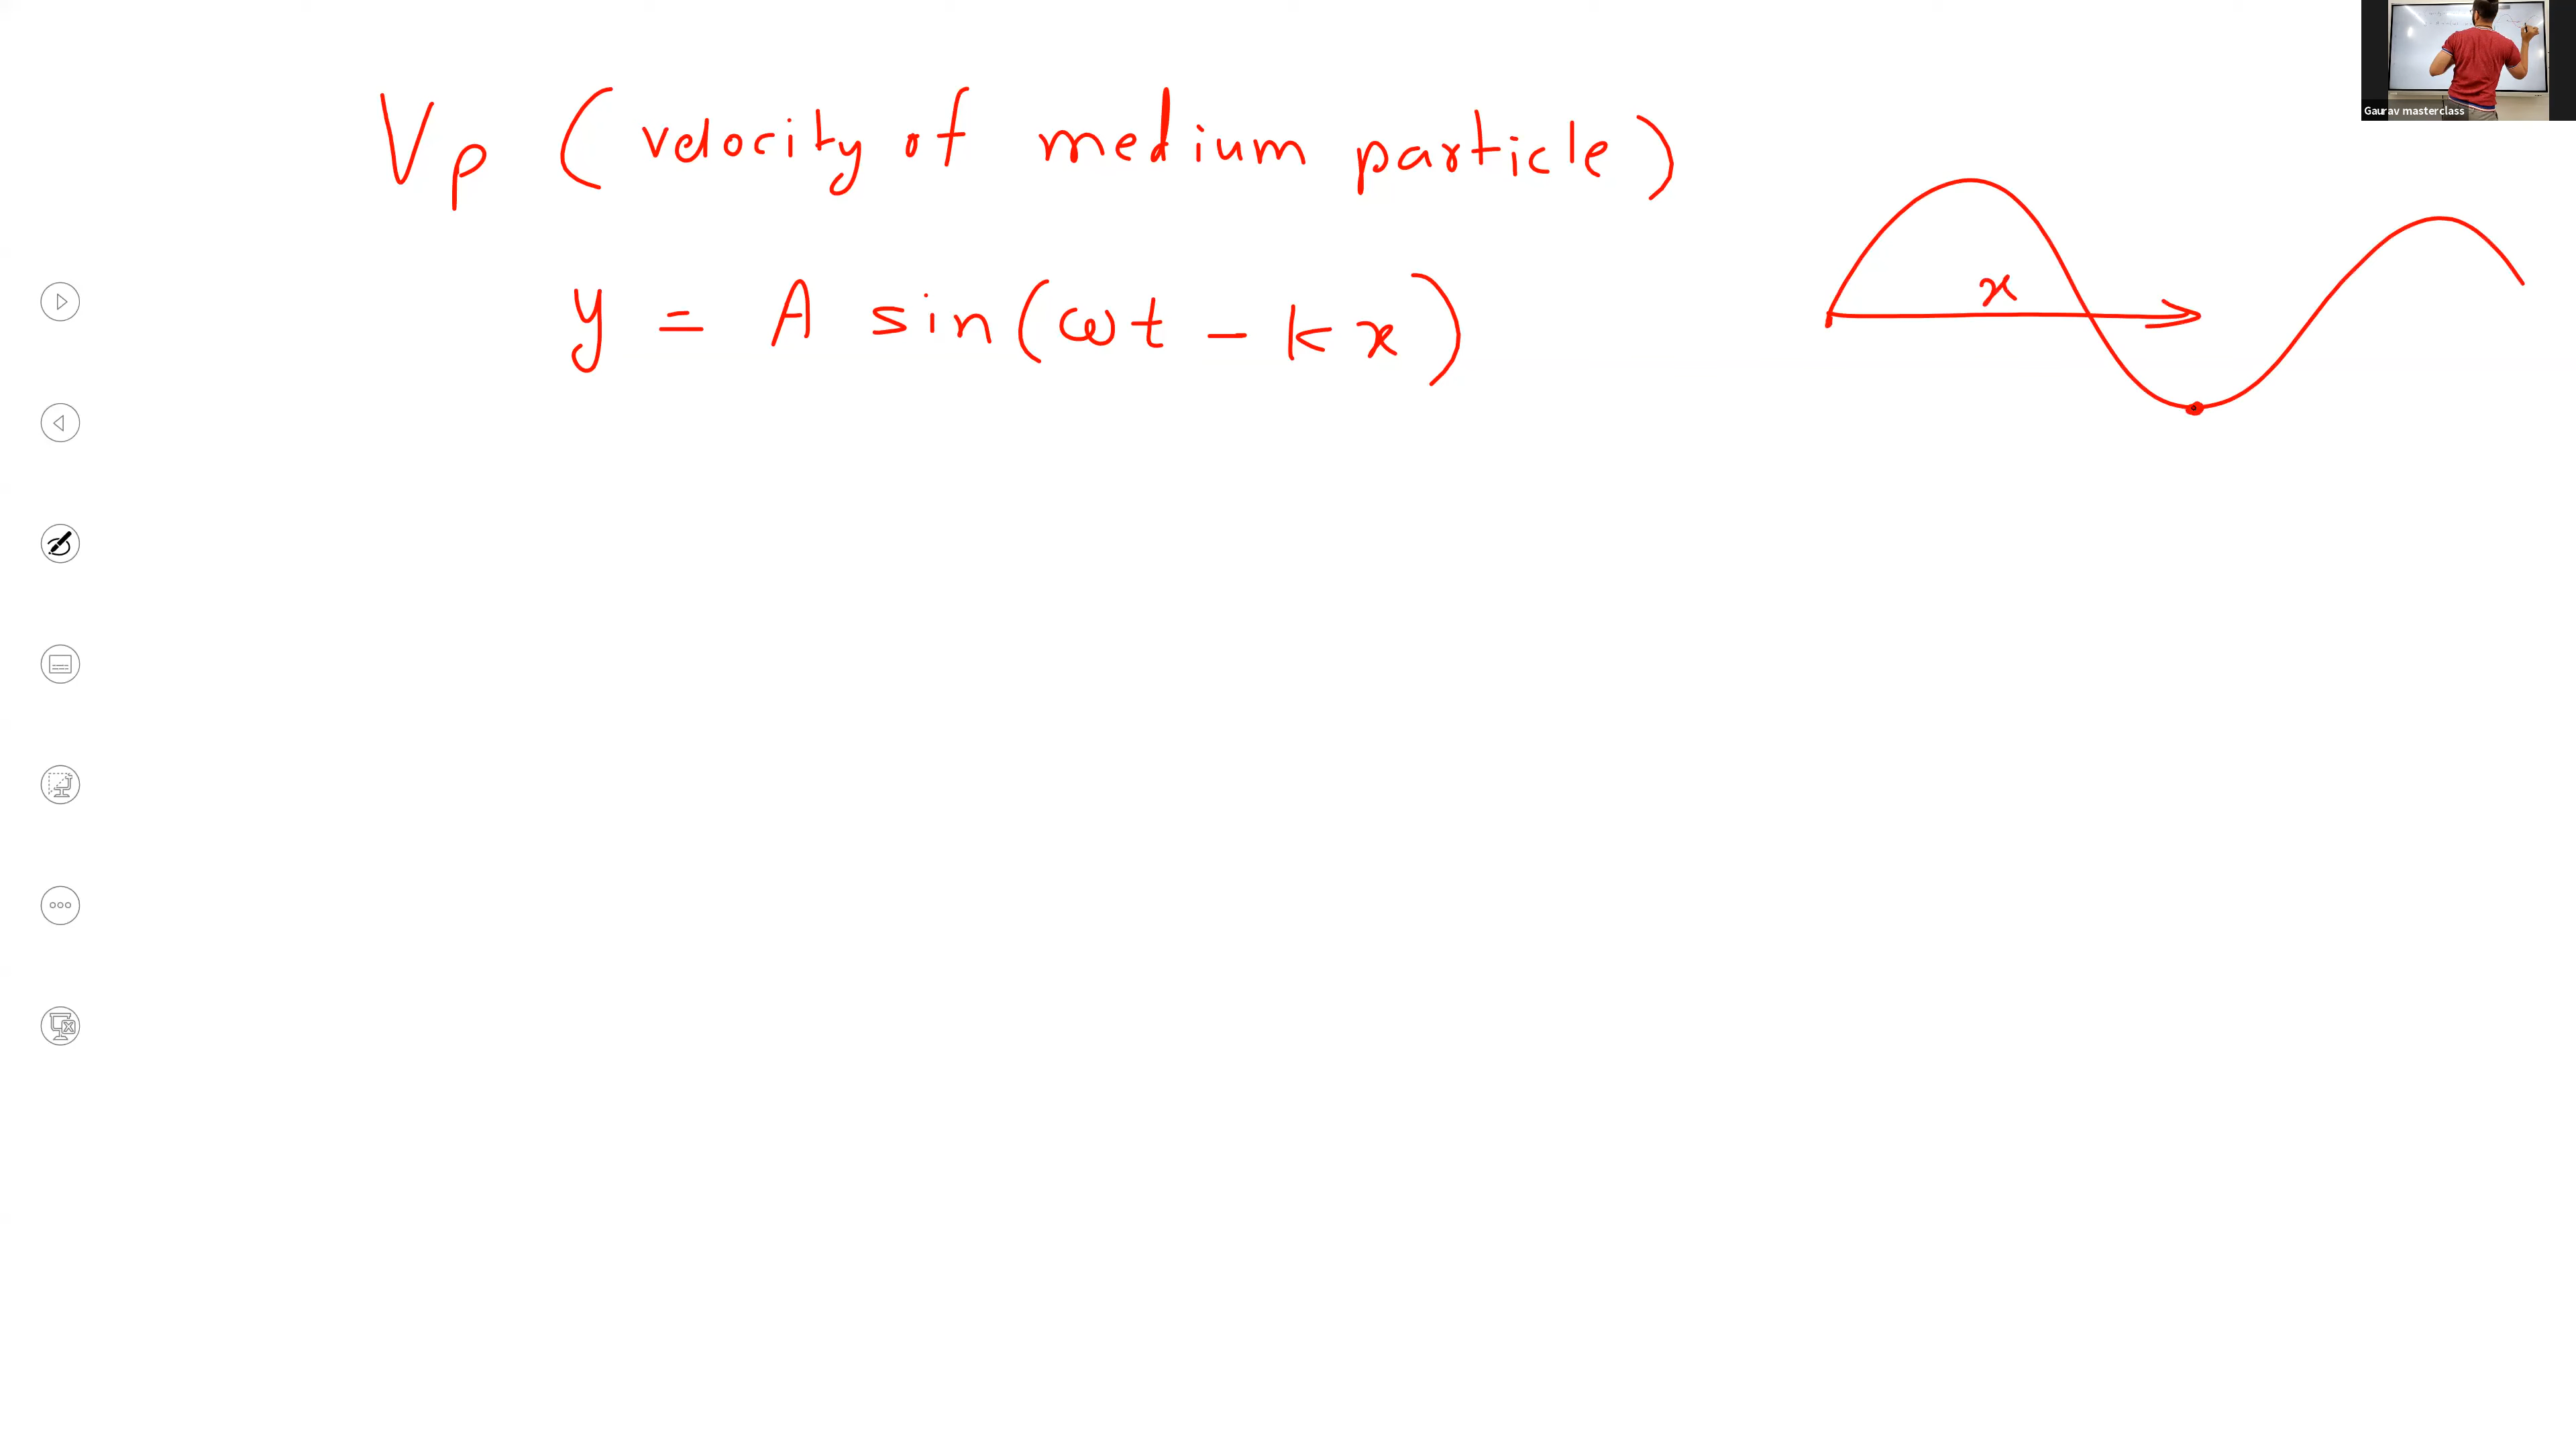 Gaurav masterclass
Vp (velocity of medium particle)
x
y = A sin(ωt - kx)